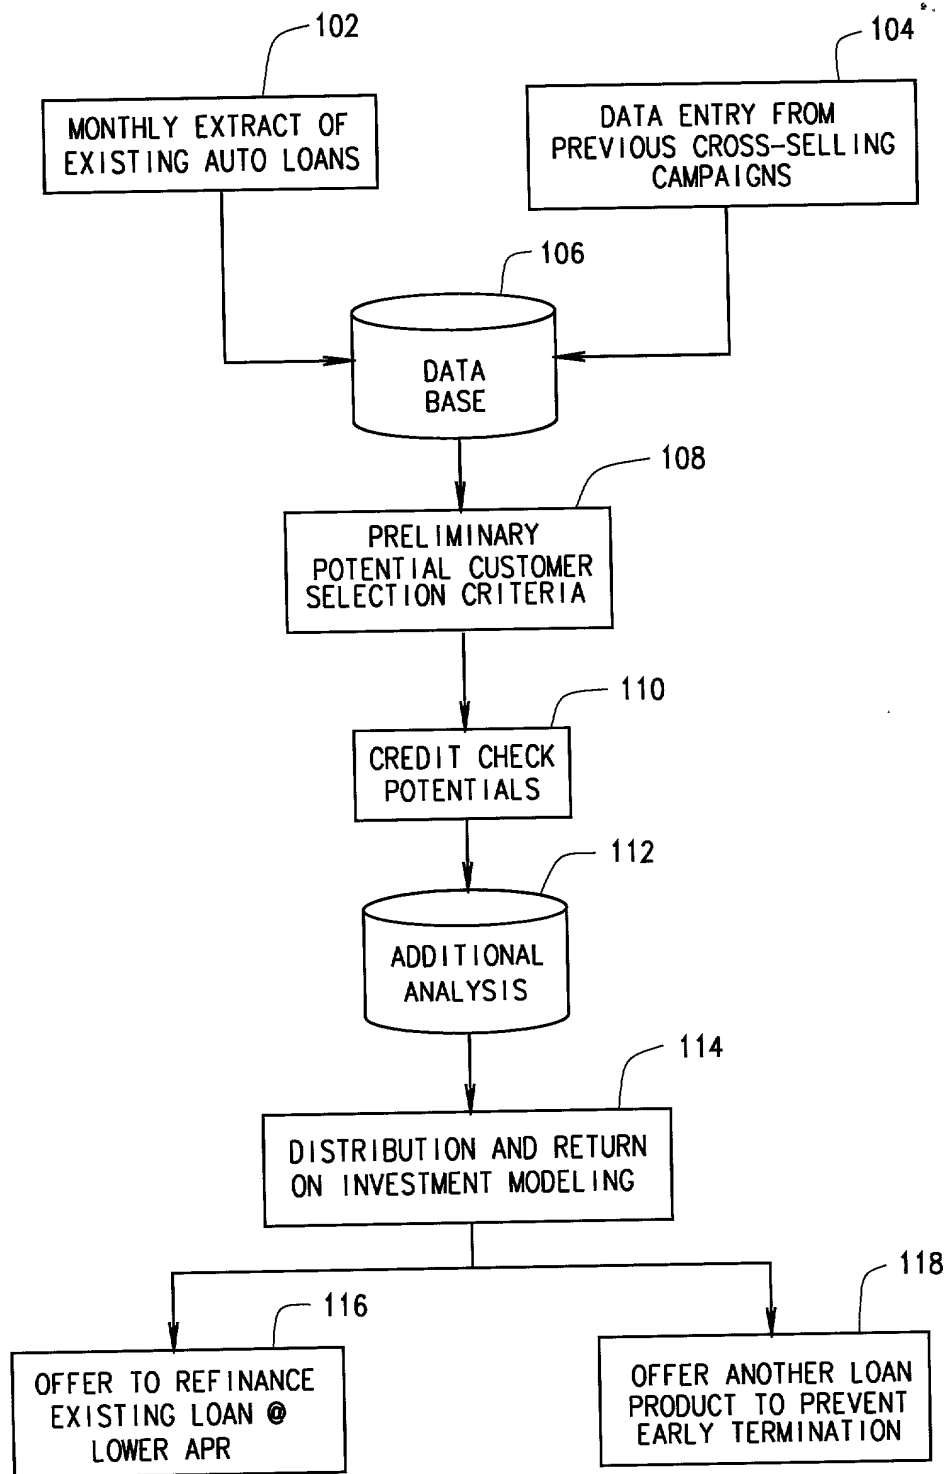 102
104
MONTHLY EXTRACT OF
EXISTING AUTO LOANS
DATA ENTRY FROM
PREVIOUS CROSS-SELLING
CAMPAIGNS
106
DATA
BASE
108
PRELIMINARY
POTENTIAL CUSTOMER
SELECTION CRITERIA
110
CREDIT CHECK
POTENTIALS
112
ADDITIONAL
ANALYSIS
114
DISTRIBUTION AND RETURN
ON INVESTMENT MODELING
116
118
OFFER TO REFINANCE
EXISTING LOAN @
LOWER APR
OFFER ANOTHER LOAN
PRODUCT TO PREVENT
EARLY TERMINATION